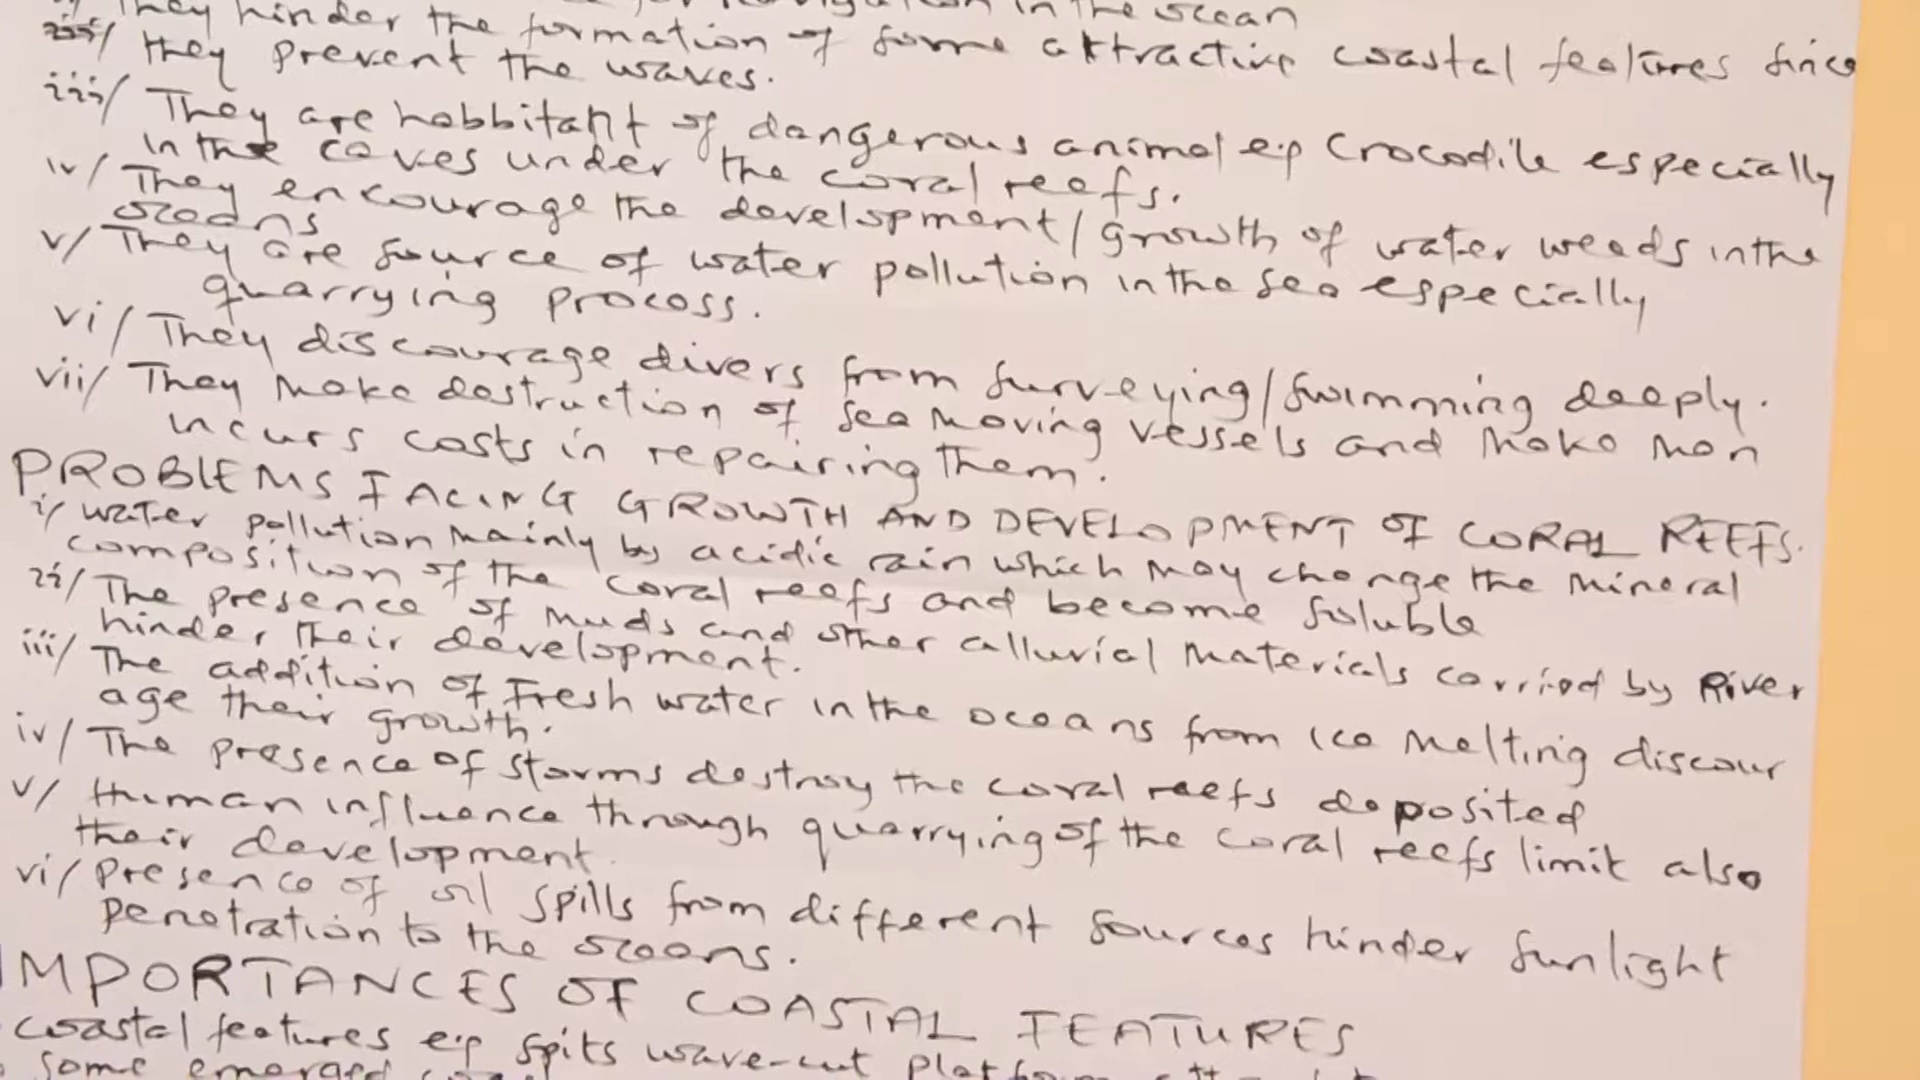 They hinder the formation of some attractive coastal features since
they prevent the waves.
iii/ They are habbitant of dangerous animal eg Crocodile especially
in the caves under the coral reefs.
iv/ They encourage the development/growth of water weeds in the
oceans
v/ They are source of water pollution in the sea especially
quarrying process.
vi/ They discourage divers from surveying/swimming deeply.
vii/ They make destruction of sea moving vessels and make man
incurs costs in repairing them.
PROBLEMS FACING GROWTH AND DEVELOPMENT OF CORAL REEFS.
i/ water pollution mainly by acidic rain which may change the mineral
composition of the coral reefs and become soluble
ii/ The presence of muds and other alluvial materials carried by River
hinder their development.
iii/ The addition of Fresh water in the oceans from ice melting discour
age their growth.
iv/ The presence of storms destroy the coral reefs deposited
v/ Human influence through quarrying of the coral reefs limit also
their development.
vi/ Presence of oil spills from different sources hinder sunlight
penetration to the oceans.
IMPORTANCES OF COASTAL FEATURES
coastal features eg spits wave-cut platform
some emerged